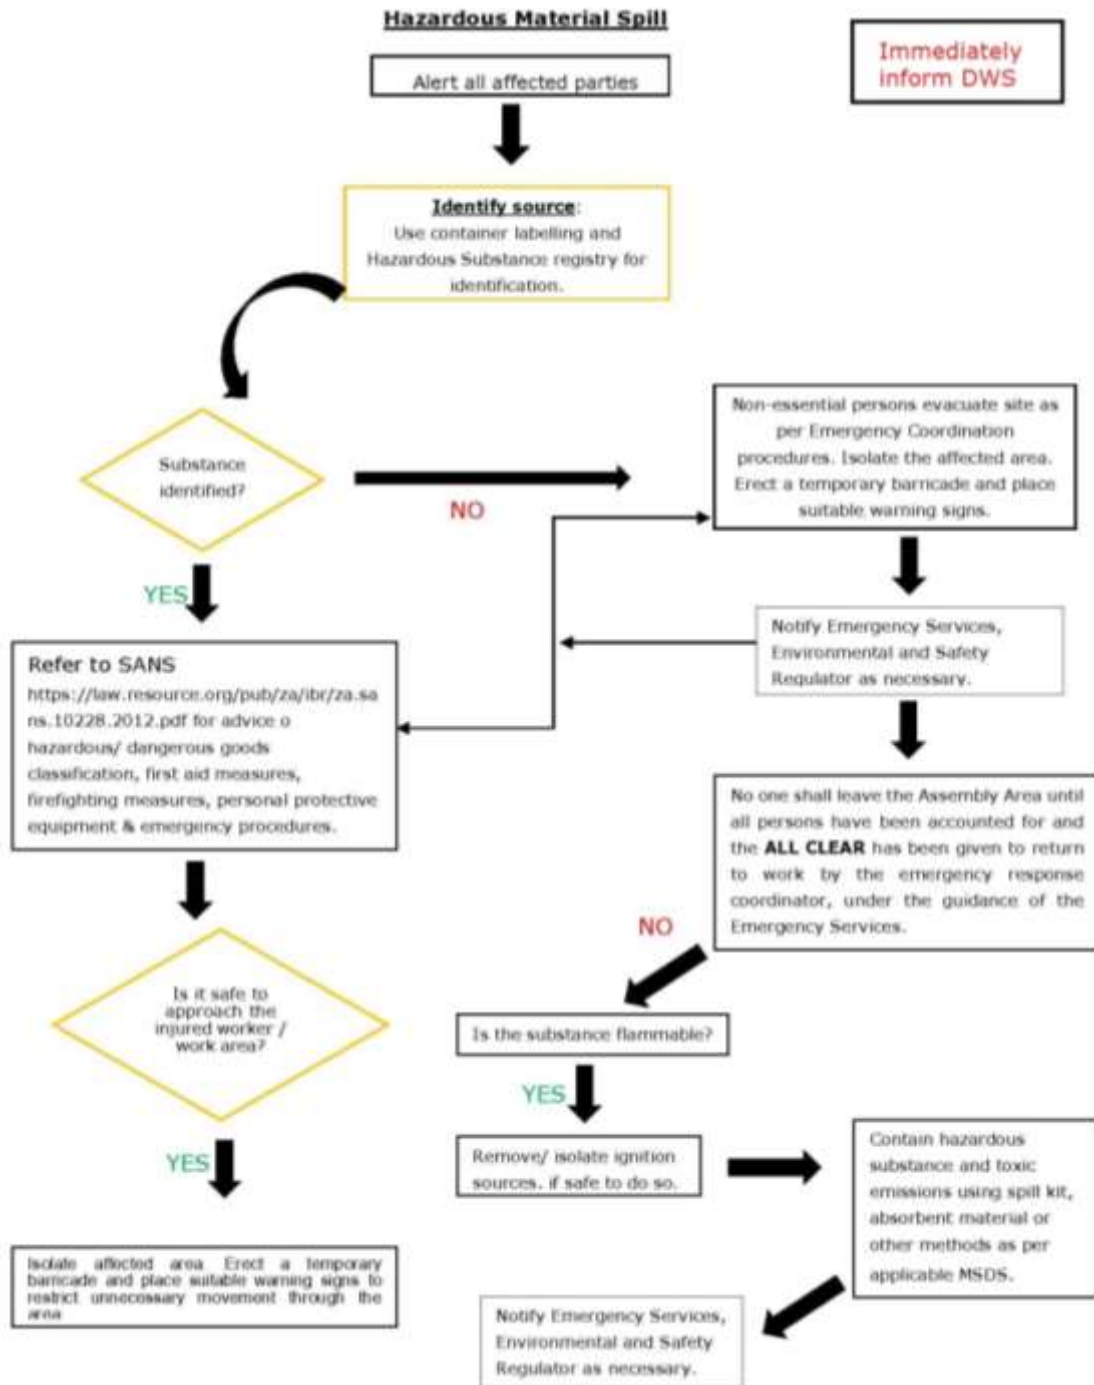 Hazardous Material Spill
Immediately
inform DWS
Alert all affected parties
Identify source:
Use container labelling and
Hazardous Substance registry for
identification.
Non-essential persons evacuate site as
per Emergency Coordination
procedures. Isolate the affected area.
Erect a temporary barricade and place
suitable warning signs.
Substance
identified?
NO
YES
Notify Emergency Services,
Environmental and Safety
Regulator as necessary.
Refer to SANS
https://law.resource.org/pub/za/ibr/za.sa
ns.10228.2012.pdf for advice o
hazardous/ dangerous goods
classification, first aid measures,
firefighting measures, personal protective
equipment & emergency procedures.
No one shall leave the Assembly Area until
all persons have been accounted for and
the ALL CLEAR has been given to return
to work by the emergency response
coordinator, under the guidance of the
Emergency Services.
NO
Is it safe to
approach the
injured worker /
work area?
Is the substance flammable?
YES
YES
Remove/ isolate ignition
sources. if safe to do so.
Contain hazardous
substance and toxic
emissions using spill kit,
absorbent material or
other methods as per
applicable MSDS.
Isolate affected area. Erect a temporary
barricade and place suitable warning signs to
restrict unnecessary movement through the
area
Notify Emergency Services,
Environmental and Safety
Regulator as necessary.